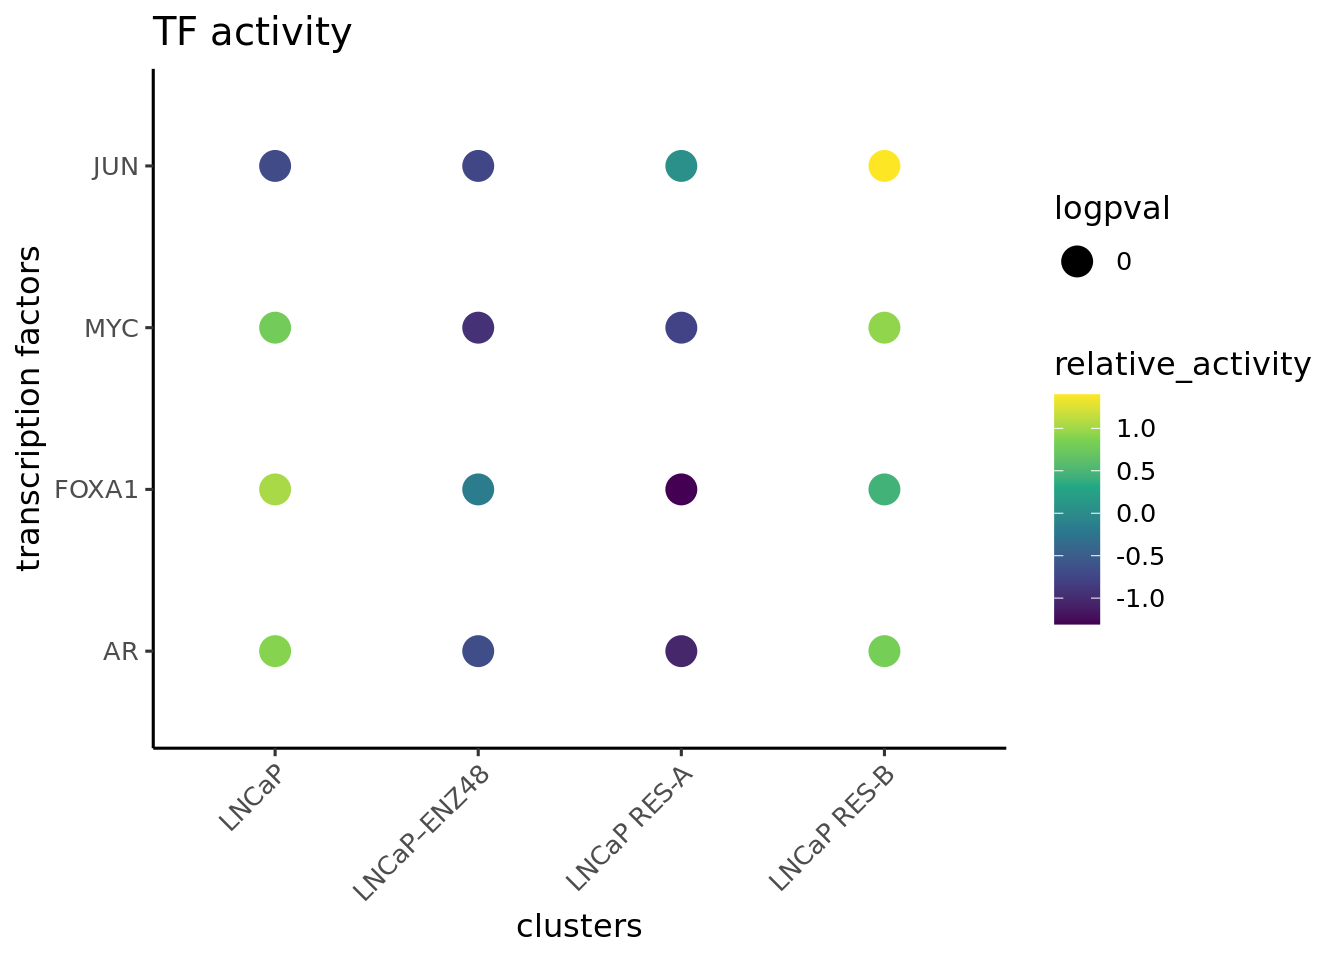 TF activity
transcription factors
JUN
MYC
FOXA1
AR
LNCaP
LNCaP–ENZ48
LNCaP RES-A
LNCaP RES-B
clusters
logpval
0
relative_activity
1.0
0.5
0.0
-0.5
-1.0